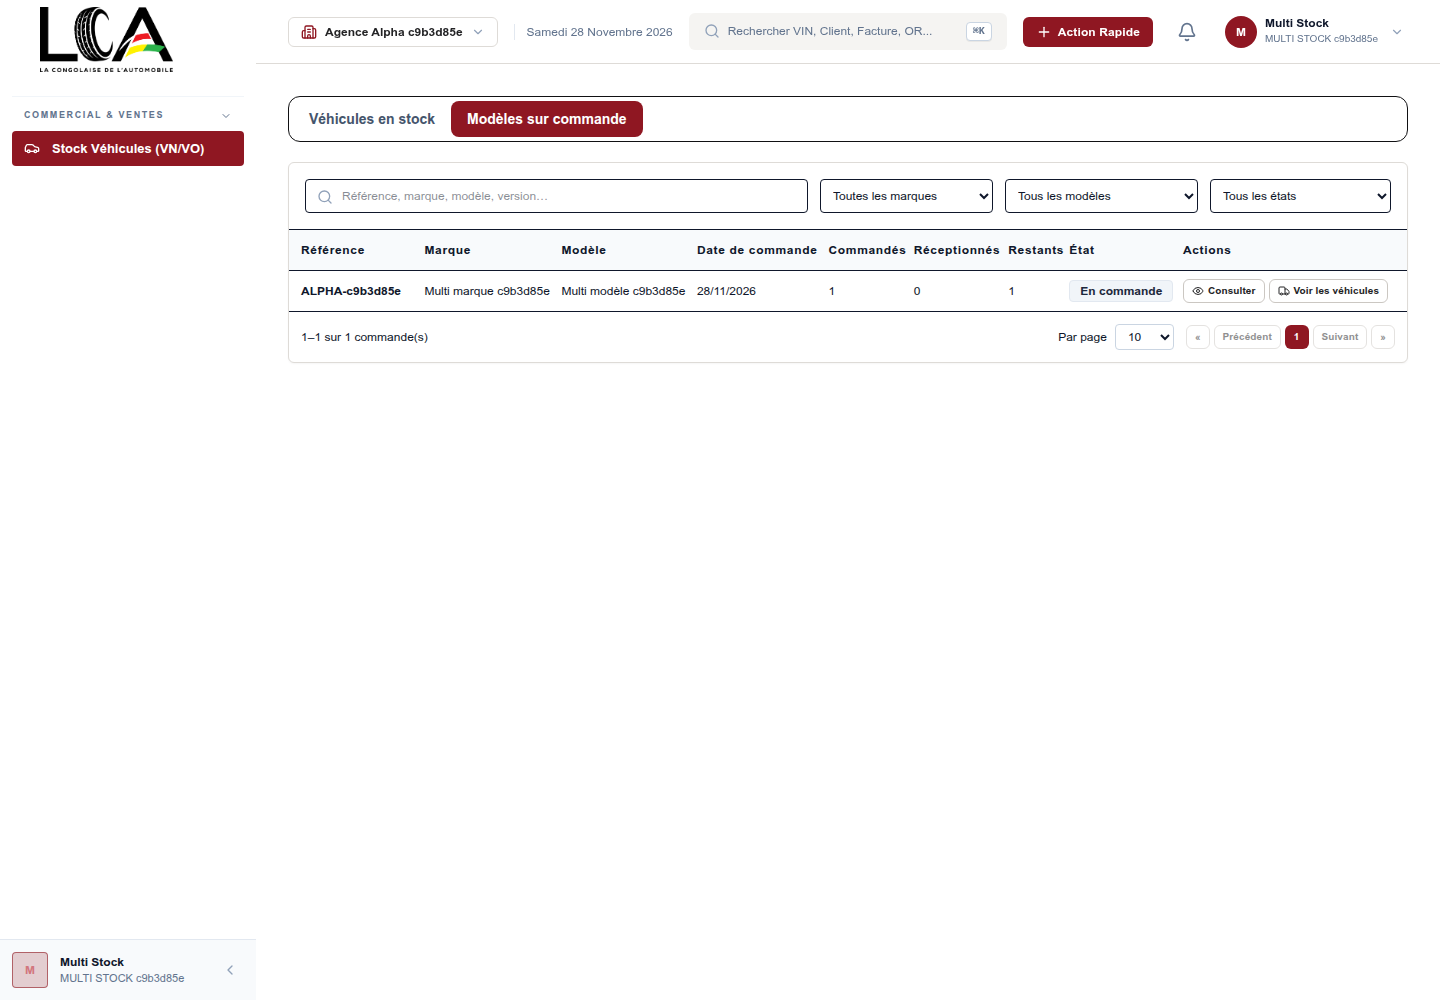 LCA
LA CONGOLAISE DE L'AUTOMOBILE
COMMERCIAL & VENTES
Stock Véhicules (VN/VO)
Agence Alpha c9b3d85e
Samedi 28 Novembre 2026
Rechercher VIN, Client, Facture, OR...
⌘K
Action Rapide
M
Multi Stock
MULTI STOCK c9b3d85e
Véhicules en stock
Modèles sur commande
Référence, marque, modèle, version…
Toutes les marques
Tous les modèles
Tous les états
Référence Marque Modèle Date de commande Commandés Réceptionnés Restants État Actions
ALPHA-c9b3d85e Multi marque c9b3d85e Multi modèle c9b3d85e 28/11/2026 1 0 1 En commande Consulter Voir les véhicules
1–1 sur 1 commande(s)
Par page 10 « Précédent 1 Suivant »
M
Multi Stock
MULTI STOCK c9b3d85e